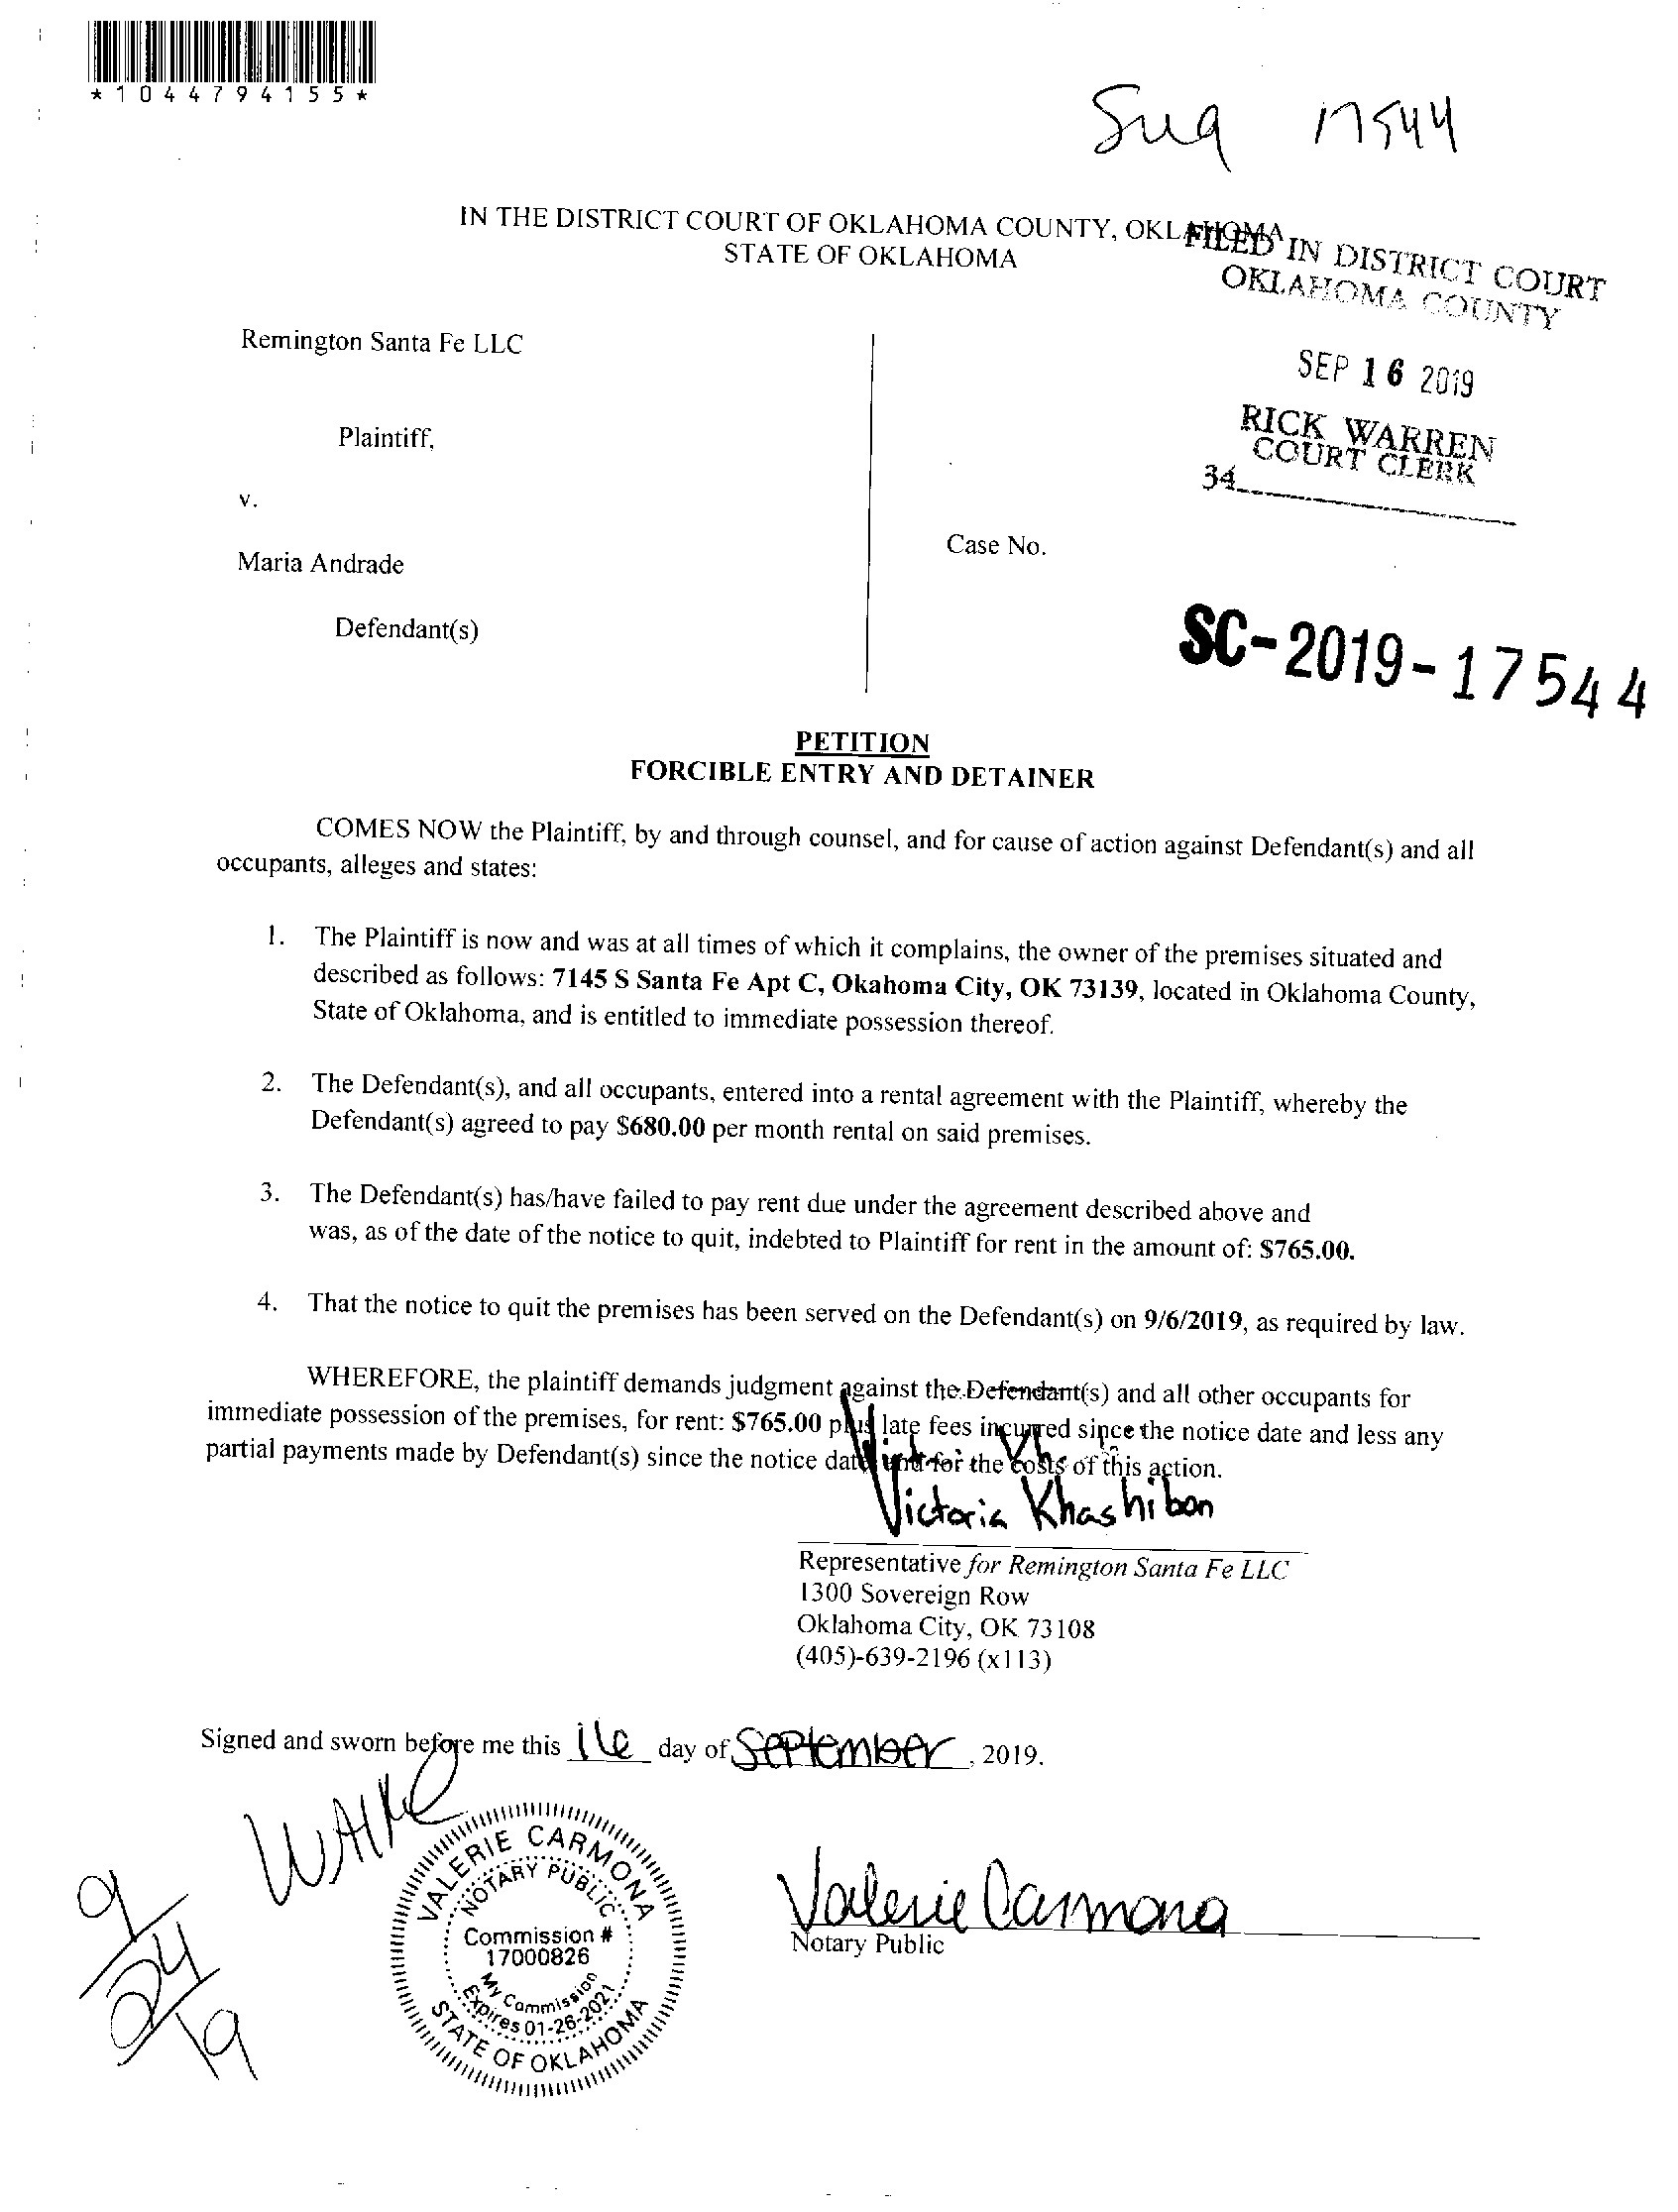 *1044794155*
17544
IN THE DISTRICT COURT OF OKLAHOMA COUNTY, OKLAHOMA
STATE OF OKLAHOMA
FILED IN DISTRICT COURT
OKLAHOMA COUNTY
SEP 16 2019
RICK WARREN
COURT CLERK
34
Remington Santa Fe LLC
Plaintiff,
v.
Maria Andrade
Defendant(s)
Case No.
SC-2019-17544
PETITION
FORCIBLE ENTRY AND DETAINER
COMES NOW the Plaintiff, by and through counsel, and for cause of action against Defendant(s) and all
occupants, alleges and states:
1. The Plaintiff is now and was at all times of which it complains, the owner of the premises situated and
described as follows: 7145 S Santa Fe Apt C, Okahoma City, OK 73139, located in Oklahoma County,
State of Oklahoma, and is entitled to immediate possession thereof.
2. The Defendant(s), and all occupants, entered into a rental agreement with the Plaintiff, whereby the
Defendant(s) agreed to pay $680.00 per month rental on said premises.
3. The Defendant(s) has/have failed to pay rent due under the agreement described above and
was, as of the date of the notice to quit, indebted to Plaintiff for rent in the amount of: $765.00.
4. That the notice to quit the premises has been served on the Defendant(s) on 9/6/2019, as required by law.
WHEREFORE, the plaintiff demands judgment against the Defendant(s) and all other occupants for
immediate possession of the premises, for rent: $765.00 plus late fees incurred since the notice date and less any
partial payments made by Defendant(s) since the notice date, and for the costs of this action.
Victoria Khashibon
Representative for Remington Santa Fe LLC
1300 Sovereign Row
Oklahoma City, OK 73108
(405)-639-2196 (x113)
Signed and sworn before me this 16 day of September, 2019.
9/24/19
VALERIE CARMONA
NOTARY PUBLIC
Commission #
17000826
My Commission
Expires 01-26-2021
STATE OF OKLAHOMA
Valerie Carmona
Notary Public